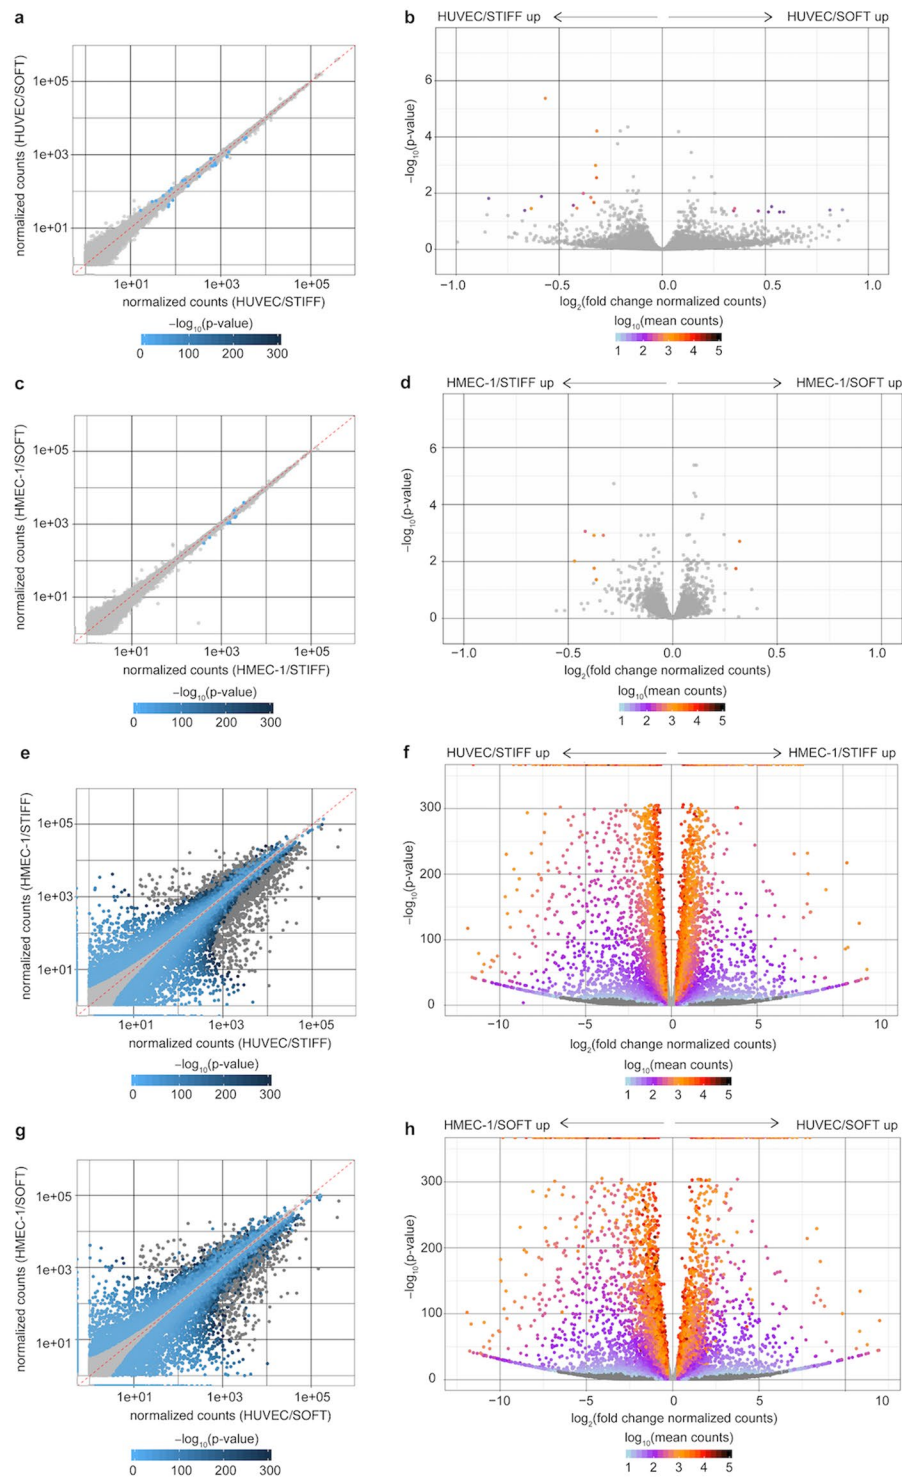 a
normalized counts (HUVEC/SOFT)
1e+05
1e+03
1e+01
1e+01 1e+03 1e+05
normalized counts (HUVEC/STIFF)
−log10(p-value)
0 100 200 300
b
HUVEC/STIFF up HUVEC/SOFT up
−log10(p-value)
6
4
2
0
−1.0 −0.5 0.0 0.5 1.0
log2(fold change normalized counts)
log10(mean counts)
1 2 3 4 5
c
normalized counts (HMEC-1/SOFT)
1e+05
1e+03
1e+01
1e+01 1e+03 1e+05
normalized counts (HMEC-1/STIFF)
−log10(p-value)
0 100 200 300
d
HMEC-1/STIFF up HMEC-1/SOFT up
−log10(p-value)
6
4
2
0
−1.0 −0.5 0.0 0.5 1.0
log2(fold change normalized counts)
log10(mean counts)
1 2 3 4 5
e
normalized counts (HMEC-1/STIFF)
1e+05
1e+03
1e+01
1e+01 1e+03 1e+05
normalized counts (HUVEC/STIFF)
−log10(p-value)
0 100 200 300
f
HUVEC/STIFF up HMEC-1/STIFF up
−log10(p-value)
300
200
100
0
−10 −5 0 5 10
log2(fold change normalized counts)
log10(mean counts)
1 2 3 4 5
g
normalized counts (HMEC-1/SOFT)
1e+05
1e+03
1e+01
1e+01 1e+03 1e+05
normalized counts (HUVEC/SOFT)
−log10(p-value)
0 100 200 300
h
HMEC-1/SOFT up HUVEC/SOFT up
−log10(p-value)
300
200
100
0
−10 −5 0 5 10
log2(fold change normalized counts)
log10(mean counts)
1 2 3 4 5